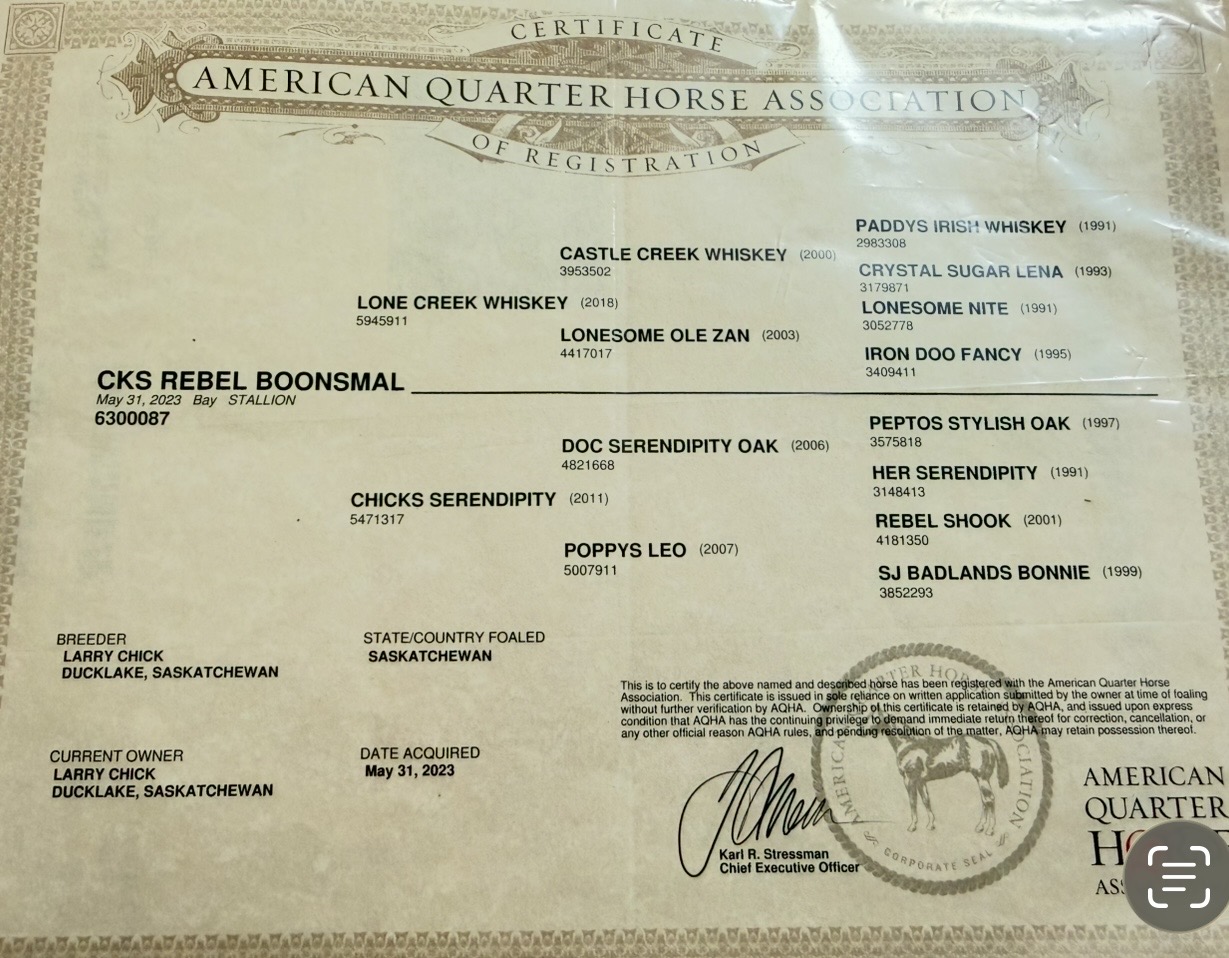 CERTIFICATE
AMERICAN QUARTER HORSE ASSOCIATION
OF REGISTRATION
PADDYS IRISH WHISKEY (1991)
2983308
CASTLE CREEK WHISKEY (2000)
3953502
CRYSTAL SUGAR LENA (1993)
3179871
LONE CREEK WHISKEY (2018)
5945911
LONESOME NITE (1991)
3052778
LONESOME OLE ZAN (2003)
4417017
IRON DOO FANCY (1995)
3409411
CKS REBEL BOONSMAL
May 31, 2023 Bay STALLION
6300087
PEPTOS STYLISH OAK (1997)
3575818
DOC SERENDIPITY OAK (2006)
4821668
HER SERENDIPITY (1991)
3148413
CHICKS SERENDIPITY (2011)
5471317
REBEL SHOOK (2001)
4181350
POPPYS LEO (2007)
5007911
SJ BADLANDS BONNIE (1999)
3852293
BREEDER
LARRY CHICK
DUCKLAKE, SASKATCHEWAN
STATE/COUNTRY FOALED
SASKATCHEWAN
This is to certify the above named and described horse has been registered with the American Quarter Horse
Association. This certificate is issued in sole reliance on written application submitted by the owner at time of foaling
without further verification by AQHA. Ownership of this certificate is retained by AQHA, and issued upon express
condition that AQHA has the continuing privilege to demand immediate return thereof for correction, cancellation, or
any other official reason AQHA rules, and pending resolution of the matter, AQHA may retain possession thereof.
CURRENT OWNER
LARRY CHICK
DUCKLAKE, SASKATCHEWAN
DATE ACQUIRED
May 31, 2023
Karl R. Stressman
Chief Executive Officer
AMERICAN QUARTER HORSE ASSOCIATION
CORPORATE SEAL
AMERICAN
QUARTER